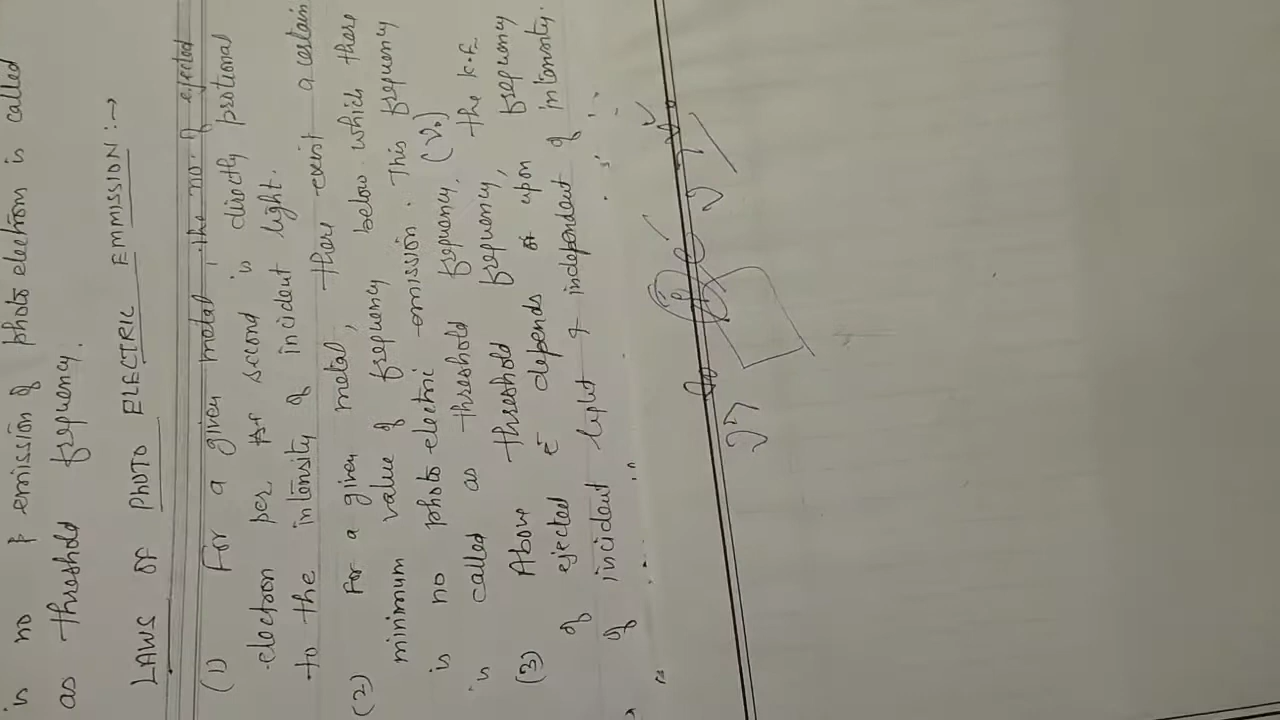 is no emission of photo electron is called
as threshold frequency.
LAWS OF PHOTO ELECTRIC EMMISSION :→
(1) For a given metal, the no. of ejected
electron per second is directly protional
to the intensity of incident light.
(2) For a given metal, there exist a certain
minimum value of frequency below which there
is no photo electric emission. This frequency
is called as threshold frequency. (ν₀)
(3) Above threshold frequency, the K.E
of ejected e⁻ depends upon frequency
of incident light & independent of intensity.